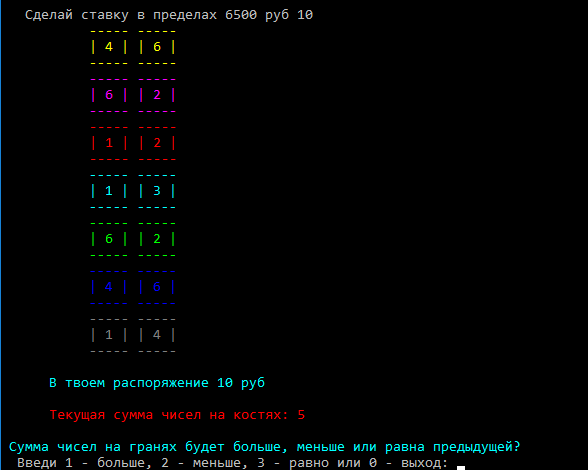 Сделай ставку в пределах 6500 руб 10
----- -----
| 4 | | 6 |
----- -----
----- -----
| 6 | | 2 |
----- -----
----- -----
| 1 | | 2 |
----- -----
----- -----
| 1 | | 3 |
----- -----
----- -----
| 6 | | 2 |
----- -----
----- -----
| 4 | | 6 |
----- -----
----- -----
| 1 | | 4 |
----- -----
В твоем распоряжение 10 руб
Текущая сумма чисел на костях: 5
Сумма чисел на гранях будет больше, меньше или равна предыдущей?
Введи 1 - больше, 2 - меньше, 3 - равно или 0 - выход: